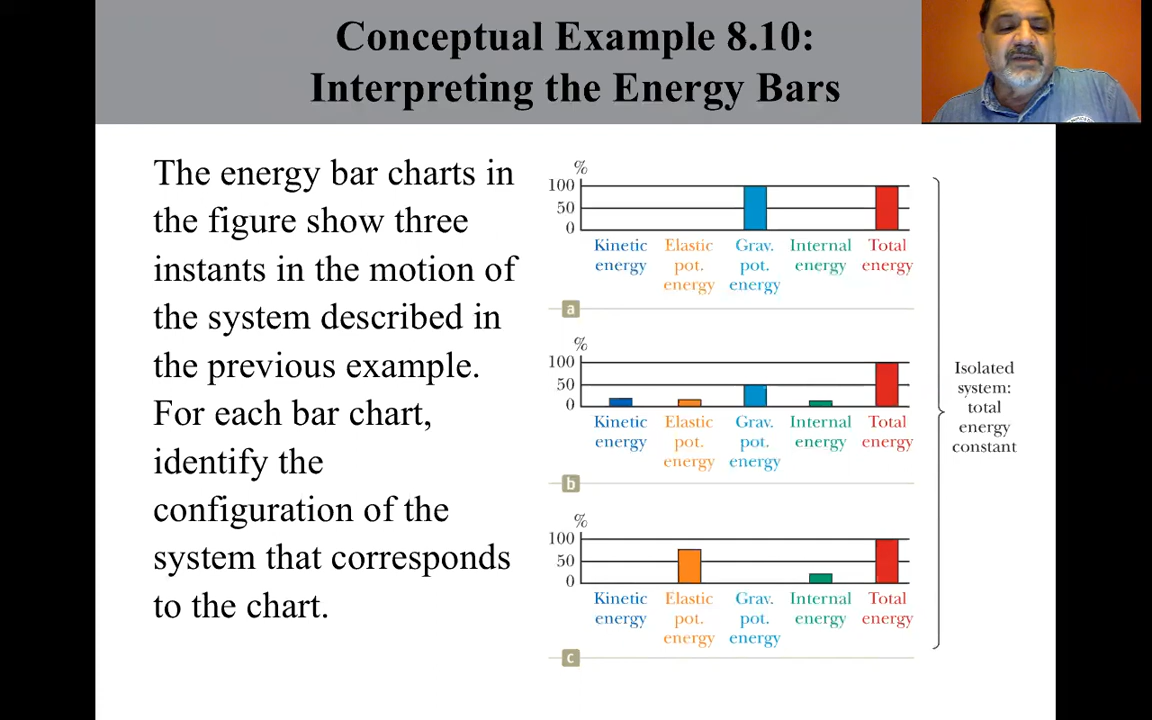 Conceptual Example 8.10:
Interpreting the Energy Bars
The energy bar charts in
the figure show three
instants in the motion of
the system described in
the previous example.
For each bar chart,
identify the
configuration of the
system that corresponds
to the chart.
%
100
50
0
Kinetic Elastic Grav. Internal Total
energy pot. pot. energy energy
energy energy
a
%
100
50
0
Kinetic Elastic Grav. Internal Total
energy pot. pot. energy energy
energy energy
b
%
100
50
0
Kinetic Elastic Grav. Internal Total
energy pot. pot. energy energy
energy energy
c
Isolated
system:
total
energy
constant